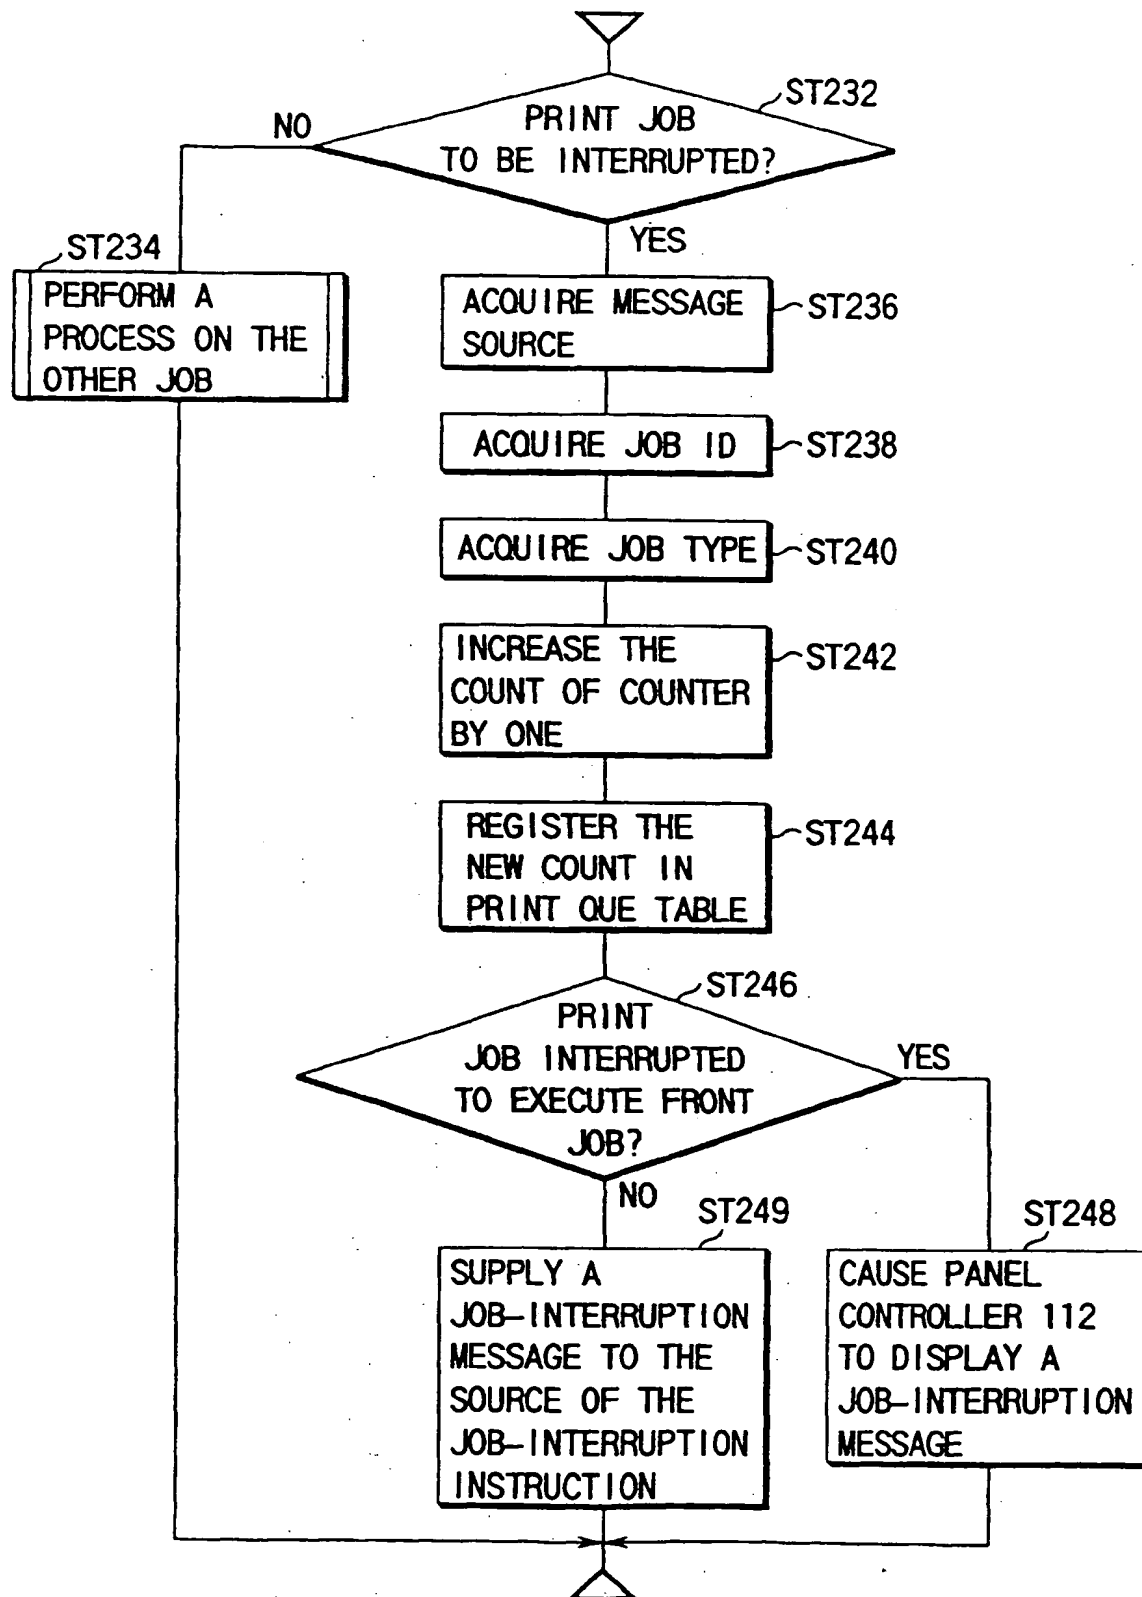 ST232
PRINT JOB
TO BE INTERRUPTED?
NO
YES
ST234
PERFORM A
PROCESS ON THE
OTHER JOB
ACQUIRE MESSAGE
SOURCE
ST236
ACQUIRE JOB ID
ST238
ACQUIRE JOB TYPE
ST240
INCREASE THE
COUNT OF COUNTER
BY ONE
ST242
REGISTER THE
NEW COUNT IN
PRINT QUE TABLE
ST244
ST246
PRINT
JOB INTERRUPTED
TO EXECUTE FRONT
JOB?
YES
NO
ST249
SUPPLY A
JOB-INTERRUPTION
MESSAGE TO THE
SOURCE OF THE
JOB-INTERRUPTION
INSTRUCTION
ST248
CAUSE PANEL
CONTROLLER 112
TO DISPLAY A
JOB-INTERRUPTION
MESSAGE